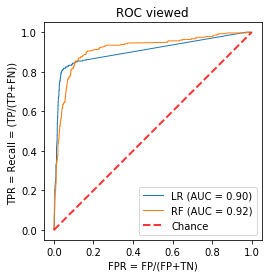 ROC viewed
TPR = Recall = (TP/(TP+FN))
1.0
0.8
0.6
0.4
0.2
0.0
LR (AUC = 0.90)
RF (AUC = 0.92)
Chance
0.0 0.2 0.4 0.6 0.8 1.0
FPR = FP/(FP+TN)